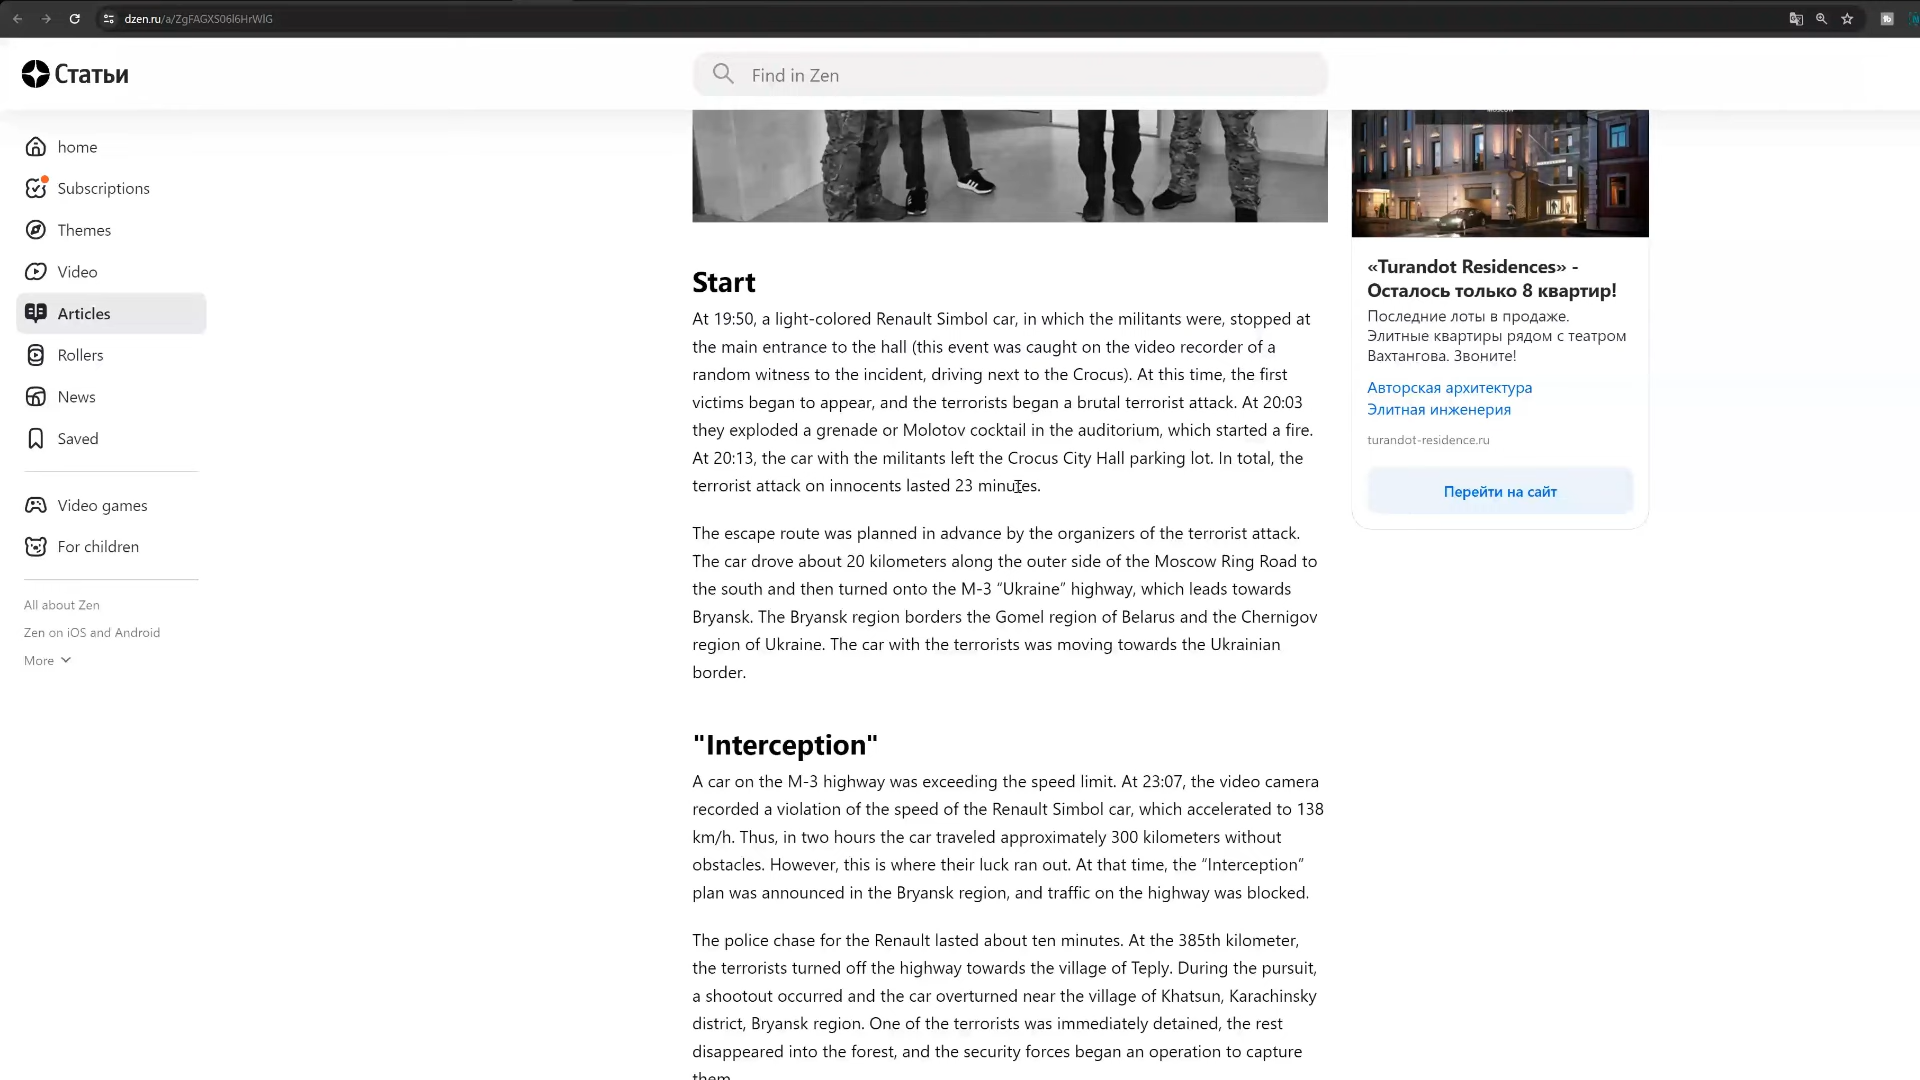 dzen.ru/a/ZgFAGXS06l6HrWlG
Статьи
Find in Zen
home
Subscriptions
Themes
Video
Articles
Rollers
News
Saved
Video games
For children
All about Zen
Zen on iOS and Android
More
Start
At 19:50, a light-colored Renault Simbol car, in which the militants were, stopped at
the main entrance to the hall (this event was caught on the video recorder of a
random witness to the incident, driving next to the Crocus). At this time, the first
victims began to appear, and the terrorists began a brutal terrorist attack. At 20:03
they exploded a grenade or Molotov cocktail in the auditorium, which started a fire.
At 20:13, the car with the militants left the Crocus City Hall parking lot. In total, the
terrorist attack on innocents lasted 23 minutes.
The escape route was planned in advance by the organizers of the terrorist attack.
The car drove about 20 kilometers along the outer side of the Moscow Ring Road to
the south and then turned onto the M-3 “Ukraine” highway, which leads towards
Bryansk. The Bryansk region borders the Gomel region of Belarus and the Chernigov
region of Ukraine. The car with the terrorists was moving towards the Ukrainian
border.
"Interception"
A car on the M-3 highway was exceeding the speed limit. At 23:07, the video camera
recorded a violation of the speed of the Renault Simbol car, which accelerated to 138
km/h. Thus, in two hours the car traveled approximately 300 kilometers without
obstacles. However, this is where their luck ran out. At that time, the “Interception”
plan was announced in the Bryansk region, and traffic on the highway was blocked.
The police chase for the Renault lasted about ten minutes. At the 385th kilometer,
the terrorists turned off the highway towards the village of Teply. During the pursuit,
a shootout occurred and the car overturned near the village of Khatsun, Karachinsky
district, Bryansk region. One of the terrorists was immediately detained, the rest
disappeared into the forest, and the security forces began an operation to capture
them.
«Turandot Residences» -
Осталось только 8 квартир!
Последние лоты в продаже.
Элитные квартиры рядом с театром
Вахтангова. Звоните!
Авторская архитектура
Элитная инженерия
turandot-residence.ru
Перейти на сайт